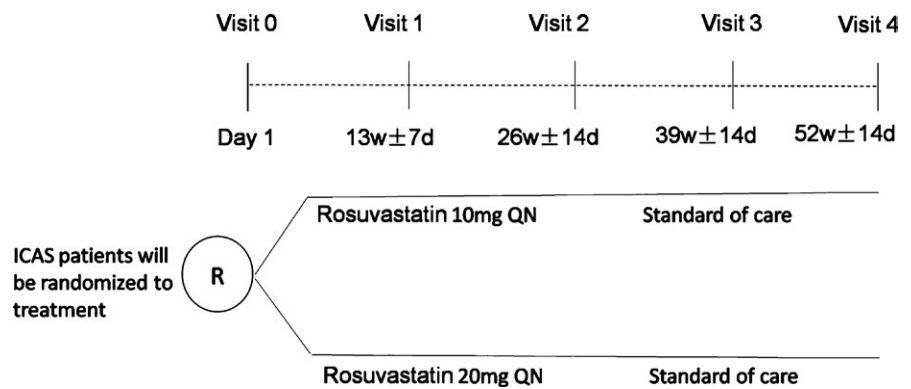 Visit 0 Visit 1 Visit 2 Visit 3 Visit 4
Day 1 13w±7d 26w±14d 39w±14d 52w±14d
Rosuvastatin 10mg QN Standard of care
ICAS patients will
be randomized to
treatment
R
Rosuvastatin 20mg QN Standard of care